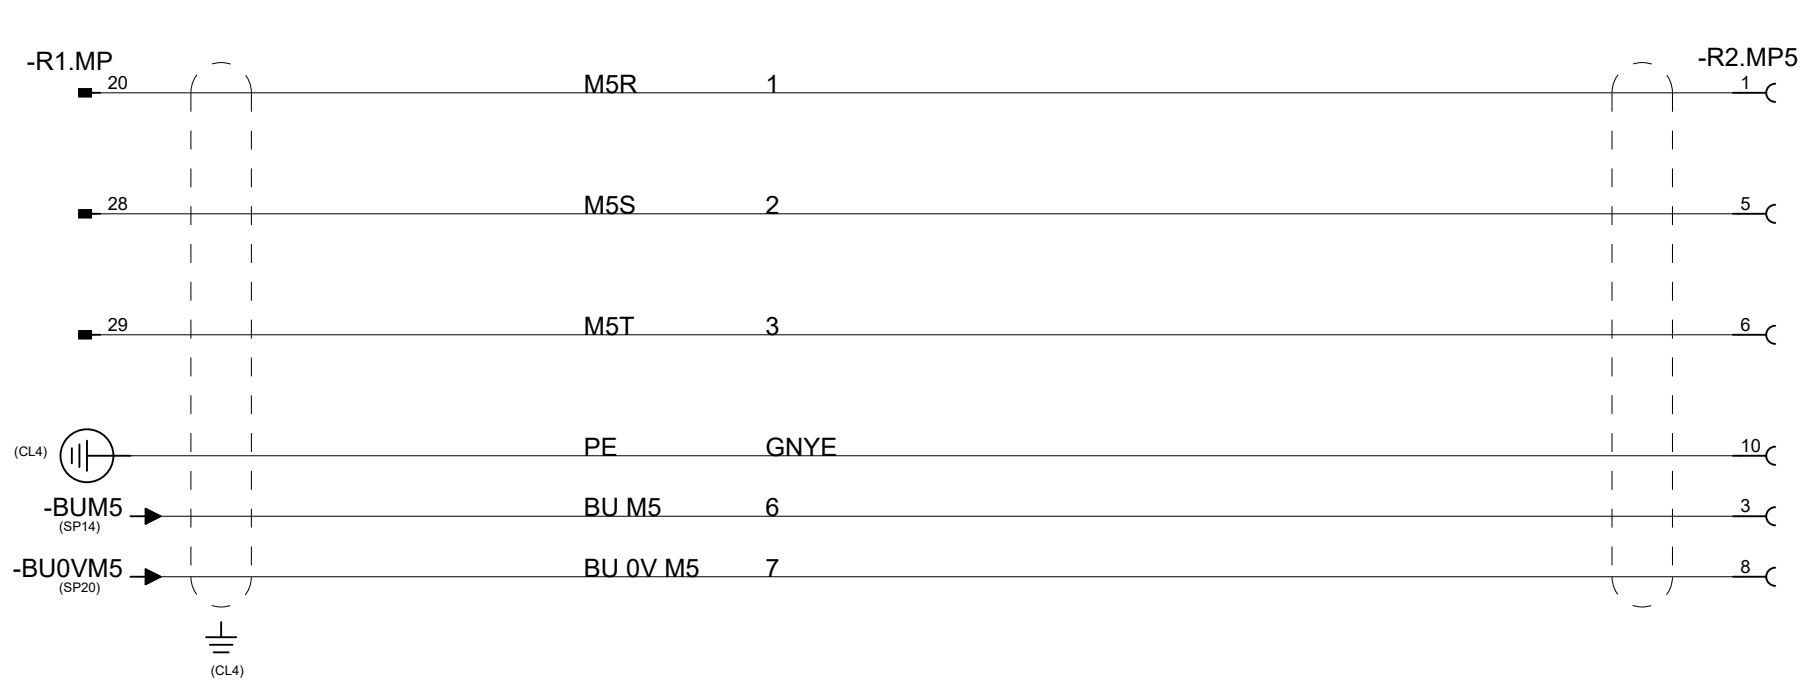 -R1.MP -R2.MP5
20 M5R 1 1
28 M5S 2 5
29 M5T 3 6
(CL4) PE GNYE 10
-BUM5 BU M5 6 3
(SP14)
-BU0VM5 BU 0V M5 7 8
(SP20)
(CL4)